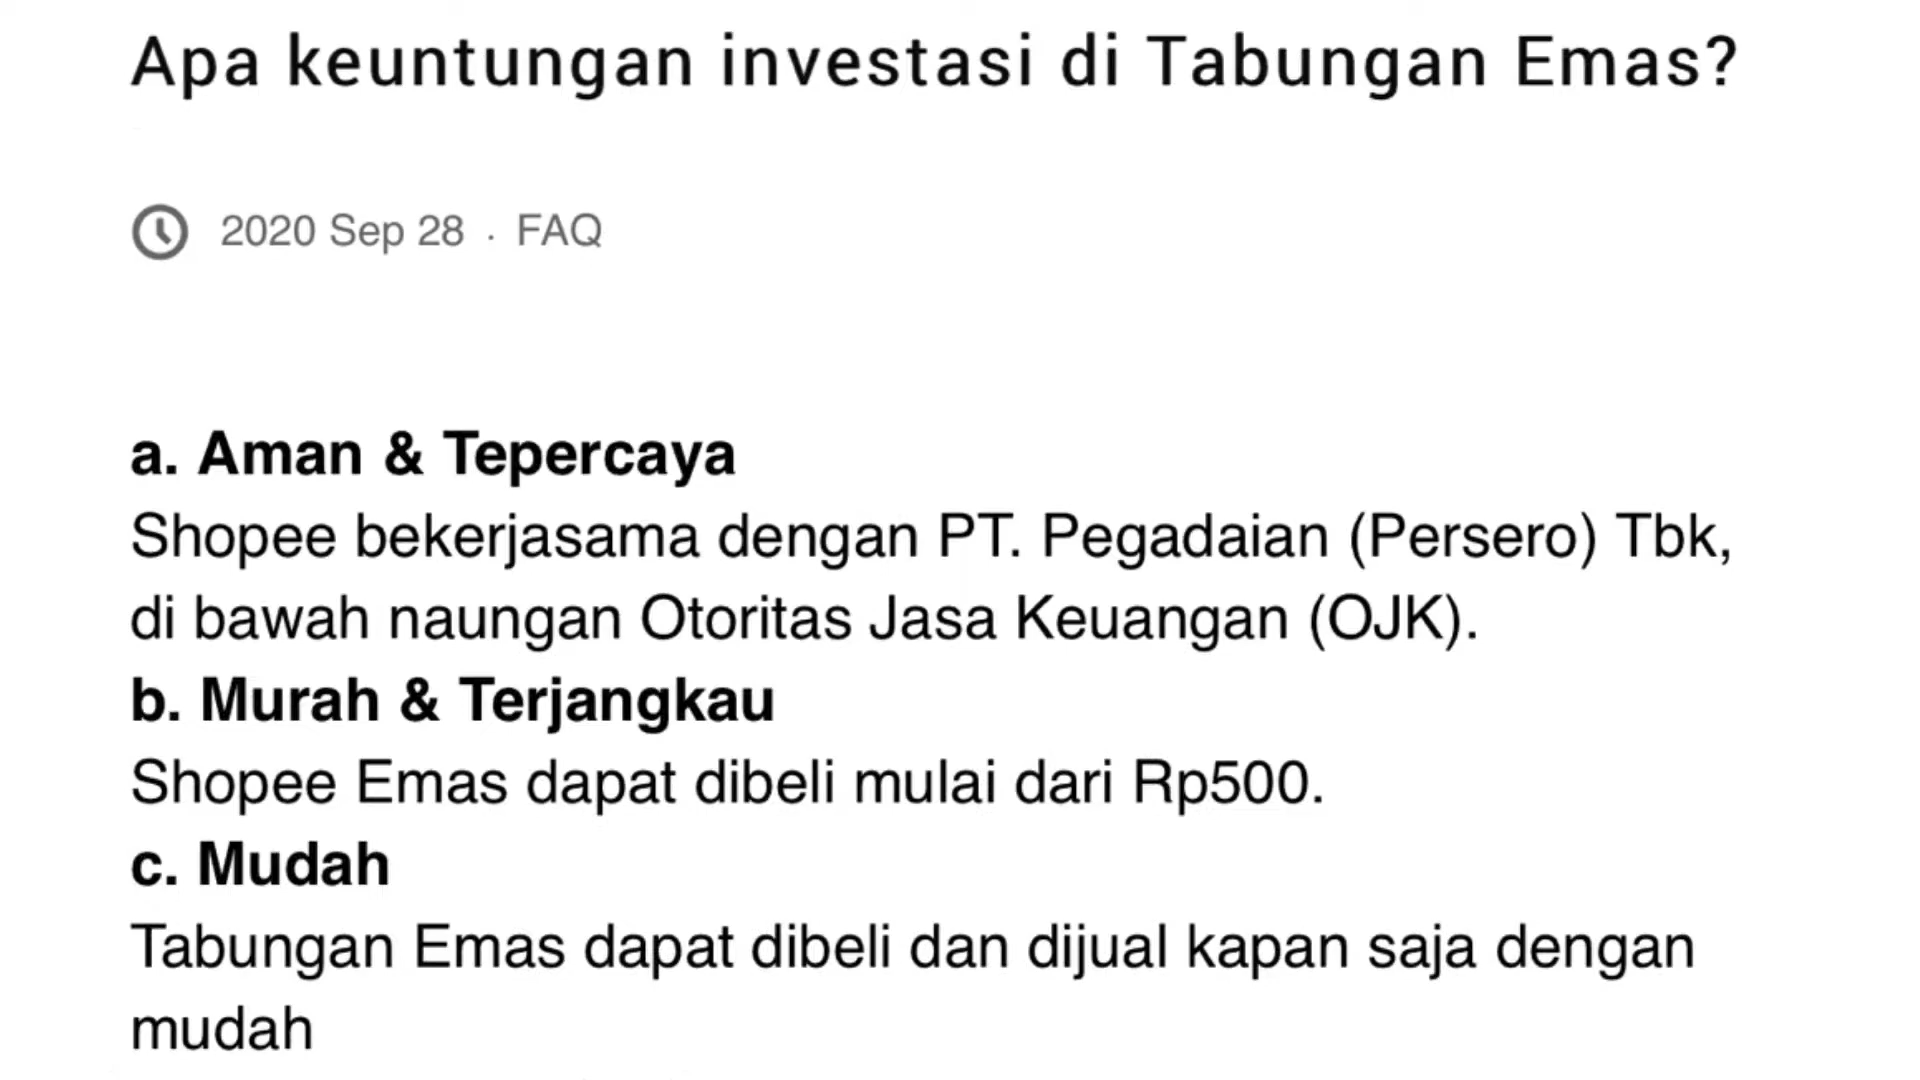 Apa keuntungan investasi di Tabungan Emas?
2020 Sep 28 · FAQ
a. Aman & Tepercaya
Shopee bekerjasama dengan PT. Pegadaian (Persero) Tbk,
di bawah naungan Otoritas Jasa Keuangan (OJK).
b. Murah & Terjangkau
Shopee Emas dapat dibeli mulai dari Rp500.
c. Mudah
Tabungan Emas dapat dibeli dan dijual kapan saja dengan
mudah